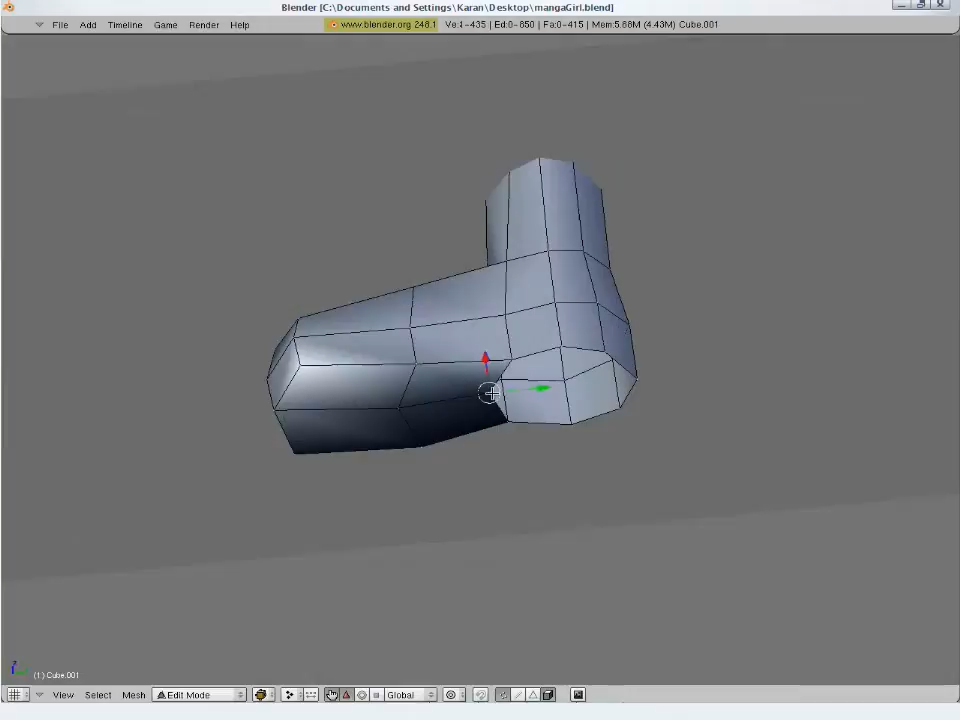 Blender [C:\Documents and Settings\Karan\Desktop\mangaGirl.blend]
File Add Timeline Game Render Help www.blender.org 248.1 Ve:1-435 | Ed:0-850 | Fa:0-415 | Mem:5.88M (4.43M) Cube.001
(1) Cube.001
View Select Mesh Edit Mode Global